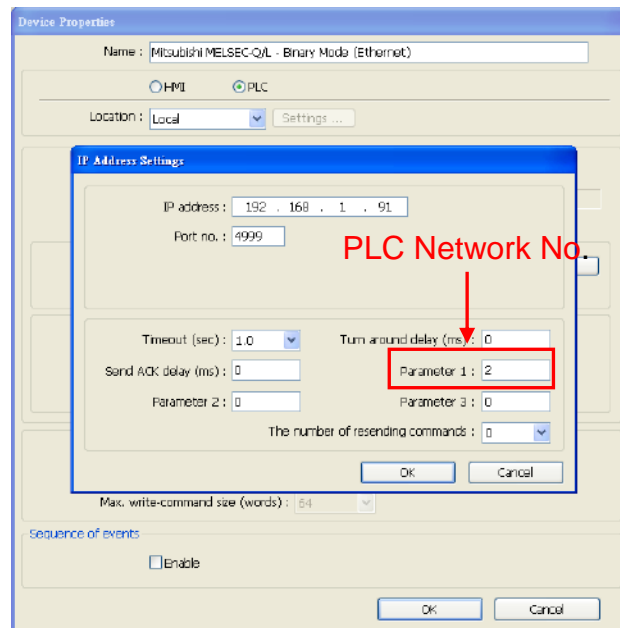 Device Properties
Name : Mitsubishi MELSEC-Q/L - Binary Mode (Ethernet)
HMI PLC
Location : Local Settings ...
IP Address Settings
IP address : 192 . 168 . 1 . 91
Port no. : 4999
PLC Network No.
Timeout (sec) : 1.0 Turn around delay (ms) : 0
Send ACK delay (ms) : 0 Parameter 1 : 2
Parameter 2 : 0 Parameter 3 : 0
The number of resending commands : 0
OK Cancel
Max. write-command size (words) : 64
Sequence of events
Enable
OK Cancel